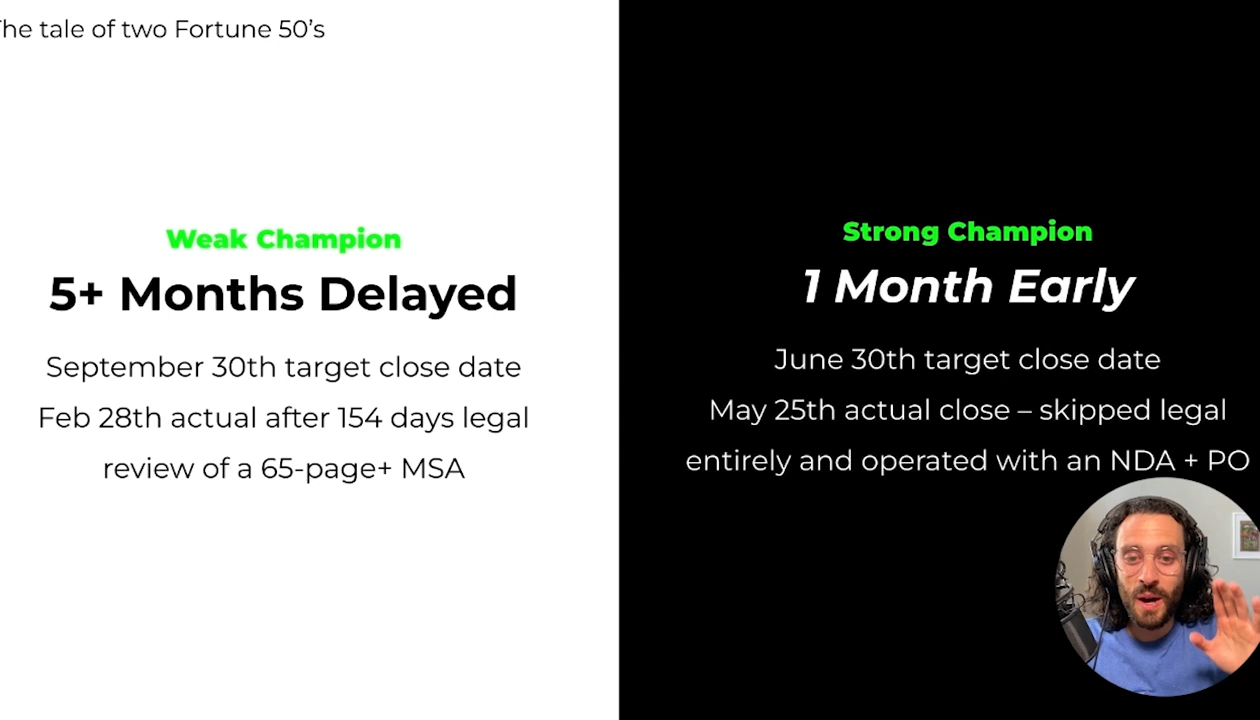 The tale of two Fortune 50’s
Weak Champion
5+ Months Delayed
September 30th target close date
Feb 28th actual after 154 days legal
review of a 65-page+ MSA
Strong Champion
1 Month Early
June 30th target close date
May 25th actual close – skipped legal
entirely and operated with an NDA + PO